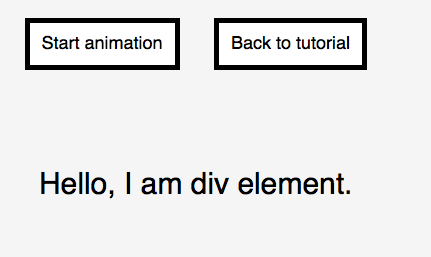 Start animation Back to tutorial
Hello, I am div element.